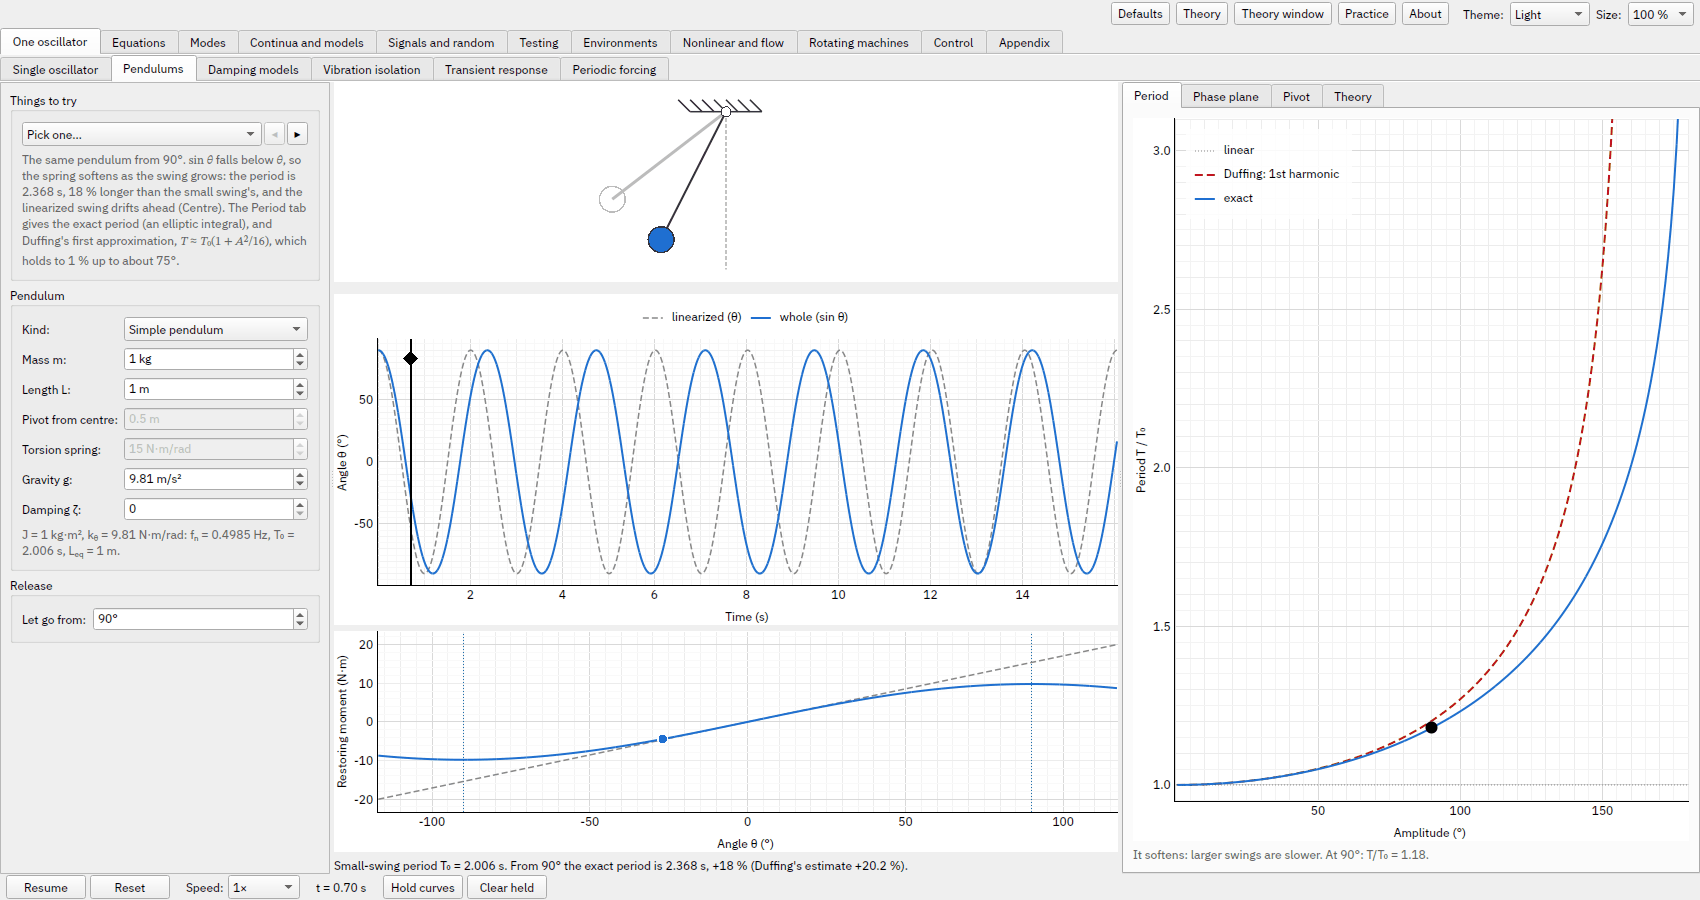 Defaults Theory Theory window Practice About Theme: Light Size: 100 %
One oscillator Equations Modes Continua and models Signals and random Testing Environments Nonlinear and flow Rotating machines Control Appendix
Single oscillator Pendulums Damping models Vibration isolation Transient response Periodic forcing
Things to try
Pick one...
The same pendulum from 90°. sin θ falls below θ, so
the spring softens as the swing grows: the period is
2.368 s, 18 % longer than the small swing's, and the
linearized swing drifts ahead (Centre). The Period tab
gives the exact period (an elliptic integral), and
Duffing's first approximation, T ≈ T₀(1 + A²/16), which
holds to 1 % up to about 75°.
Pendulum
Kind: Simple pendulum
Mass m: 1 kg
Length L: 1 m
Pivot from centre: 0.5 m
Torsion spring: 15 N·m/rad
Gravity g: 9.81 m/s²
Damping ζ: 0
J = 1 kg·m², kθ = 9.81 N·m/rad: fₙ = 0.4985 Hz, T₀ =
2.006 s, Leq = 1 m.
Release
Let go from: 90°
linearized (θ) whole (sin θ)
Angle θ (°)
50
0
-50
2 4 6 8 10 12 14
Time (s)
Restoring moment (N·m)
20
10
0
-10
-20
-100 -50 0 50 100
Angle θ (°)
Small-swing period T₀ = 2.006 s. From 90° the exact period is 2.368 s, +18 % (Duffing's estimate +20.2 %).
Period Phase plane Pivot Theory
linear
Duffing: 1st harmonic
exact
Period T / T₀
3.0
2.5
2.0
1.5
1.0
50 100 150
Amplitude (°)
It softens: larger swings are slower. At 90°: T/T₀ = 1.18.
Resume Reset Speed: 1× t = 0.70 s Hold curves Clear held